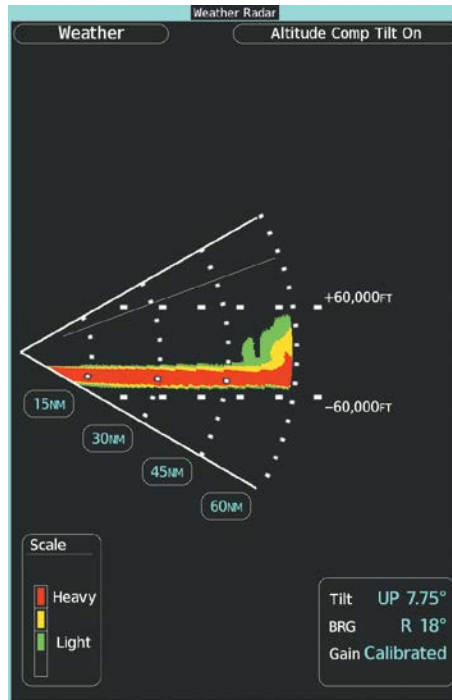 Weather Radar
Weather
Altitude Comp Tilt On
+60,000FT
-60,000FT
15NM
30NM
45NM
60NM
Scale
Heavy
Light
Tilt UP 7.75°
BRG R 18°
Gain Calibrated